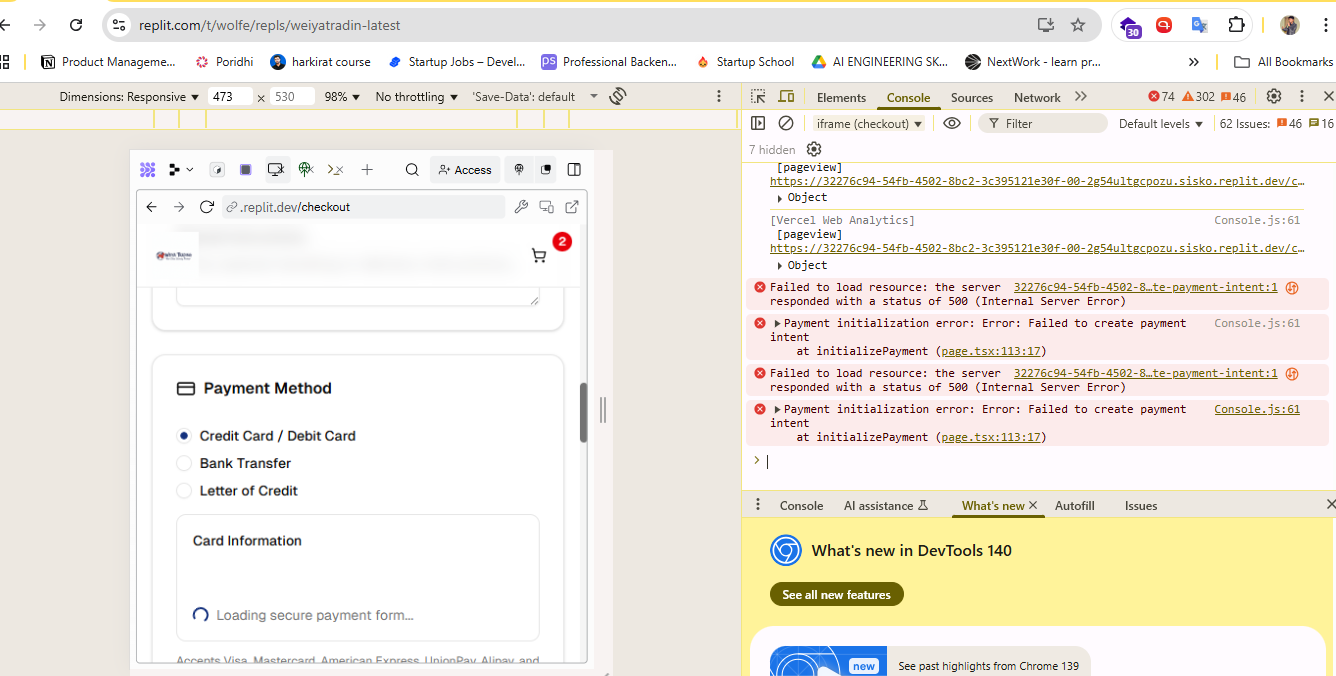 replit.com/t/wolfe/repls/weiyatradin-latest
30
Product Manageme...
Poridhi
harkirat course
Startup Jobs – Devel...
PS
Professional Backen...
Startup School
AI ENGINEERING SK...
NextWork - learn pr...
»
All Bookmarks
Dimensions: Responsive ▼ 473 × 530 98% ▼ No throttling ▼ 'Save-Data': default
Elements Console Sources Network » 74 302 46
iframe (checkout) ▼ Filter Default levels ▼ 62 Issues: 46 16
7 hidden
Access
.replit.dev/checkout
2
Payment Method
Credit Card / Debit Card
Bank Transfer
Letter of Credit
Card Information
Loading secure payment form...
Accepts Visa, Mastercard, American Express, UnionPay, Alipay, and
[pageview]
https://32276c94-54fb-4502-8bc2-3c395121e30f-00-2g54ultgcpozu.sisko.replit.dev/c…
▶ Object
[Vercel Web Analytics] Console.js:61
[pageview]
https://32276c94-54fb-4502-8bc2-3c395121e30f-00-2g54ultgcpozu.sisko.replit.dev/c…
▶ Object
Failed to load resource: the server 32276c94-54fb-4502-8…te-payment-intent:1
responded with a status of 500 (Internal Server Error)
▶ Payment initialization error: Error: Failed to create payment Console.js:61
intent
at initializePayment (page.tsx:113:17)
Failed to load resource: the server 32276c94-54fb-4502-8…te-payment-intent:1
responded with a status of 500 (Internal Server Error)
▶ Payment initialization error: Error: Failed to create payment Console.js:61
intent
at initializePayment (page.tsx:113:17)
>
Console AI assistance What's new × Autofill Issues
What's new in DevTools 140
See all new features
new
See past highlights from Chrome 139